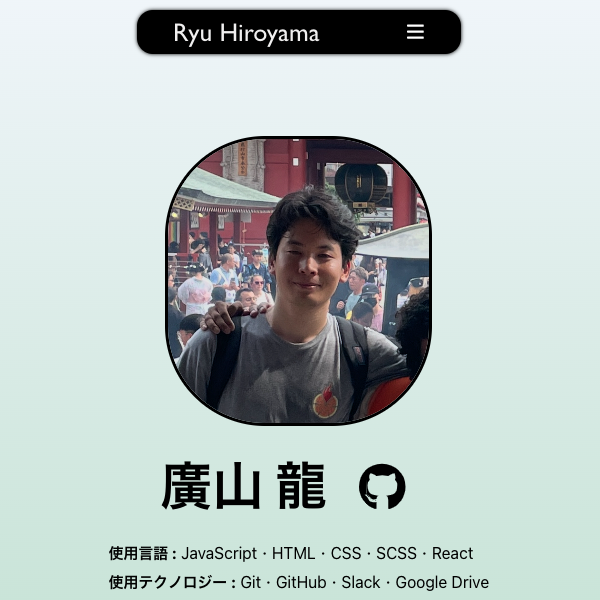 Ryu Hiroyama
廣山 龍
使用言語 : JavaScript · HTML · CSS · SCSS · React
使用テクノロジー : Git · GitHub · Slack · Google Drive